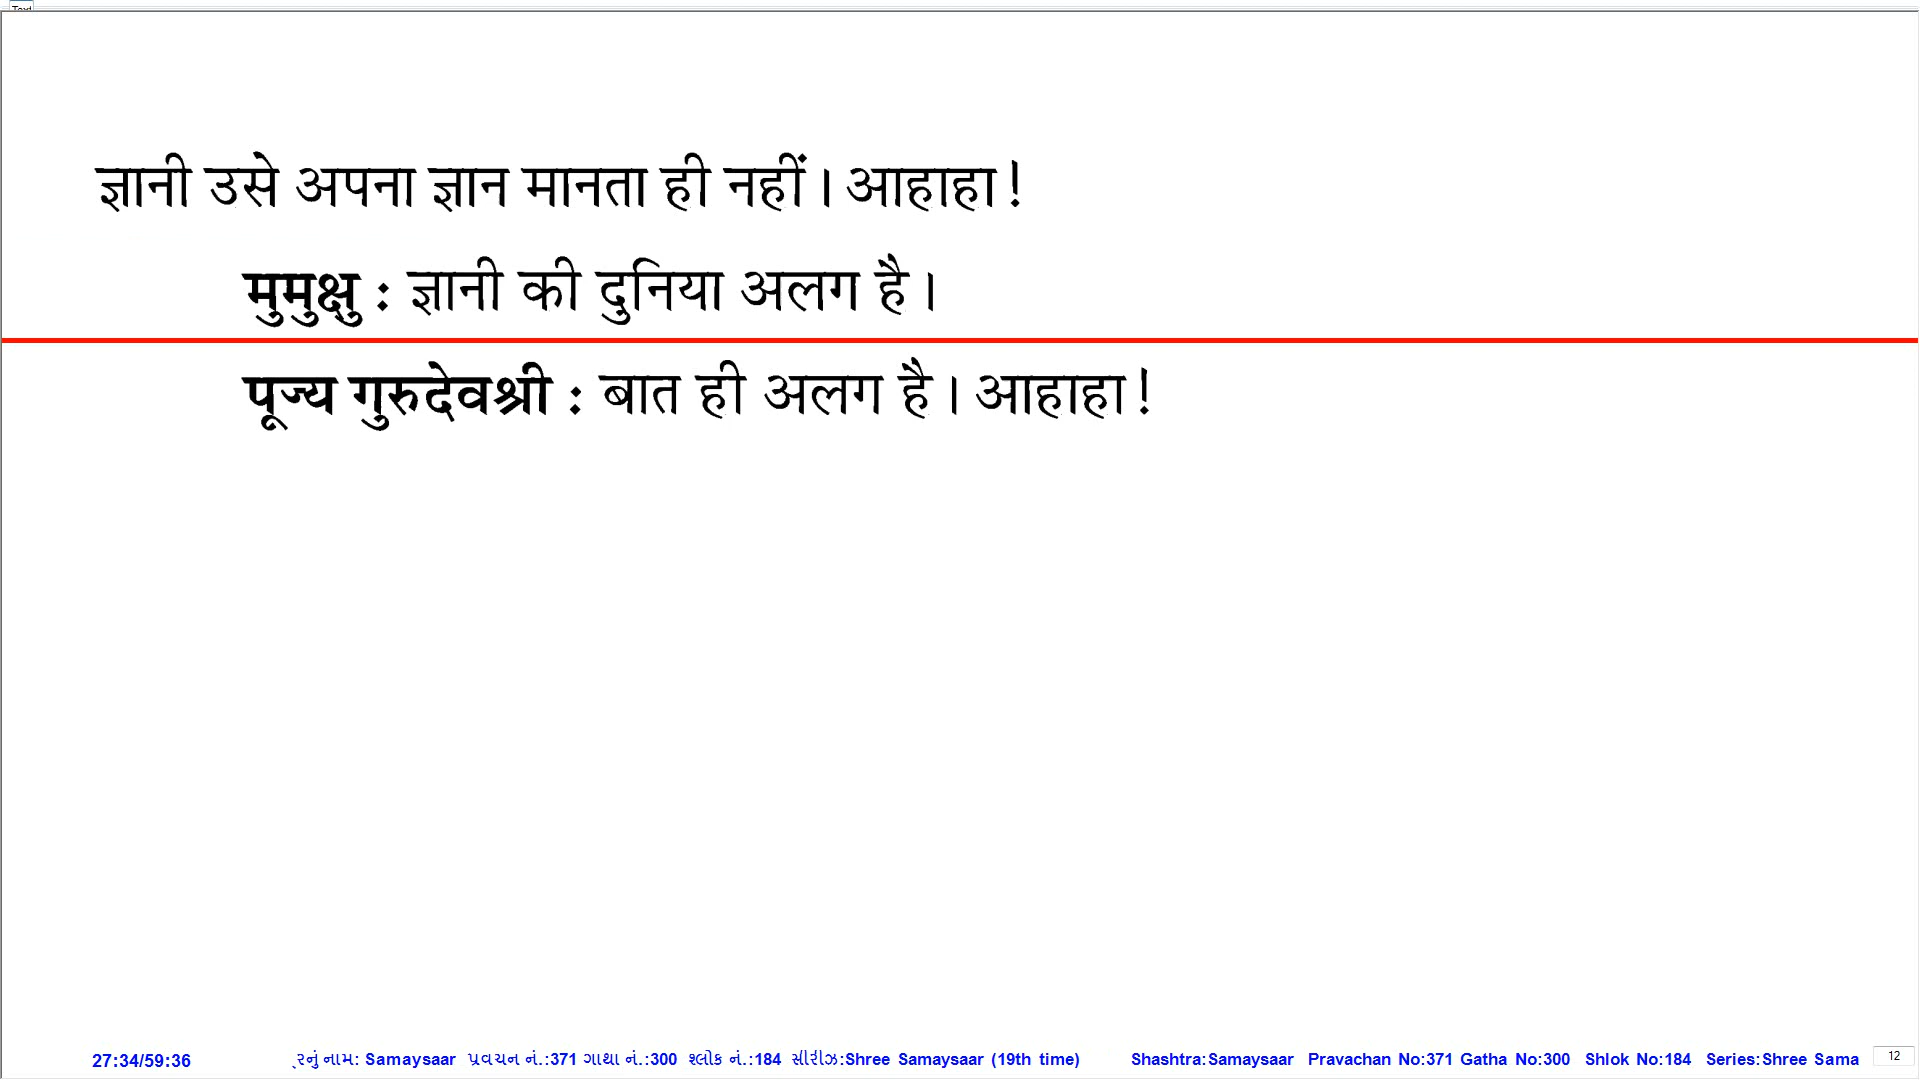 Text
ज्ञानी उसे अपना ज्ञान मानता ही नहीं। आहाहा!
मुमुक्षु : ज्ञानी की दुनिया अलग है।
पूज्य गुरुदेवश्री : बात ही अलग है। आहाहा!
27:34/59:36 નું નામ: Samaysaar પ્રવચન નં.:371 ગાથા નં.:300 શ્લોક નં.:184 સીરીઝ:Shree Samaysaar (19th time) Shashtra:Samaysaar Pravachan No:371 Gatha No:300 Shlok No:184 Series:Shree Sama 12